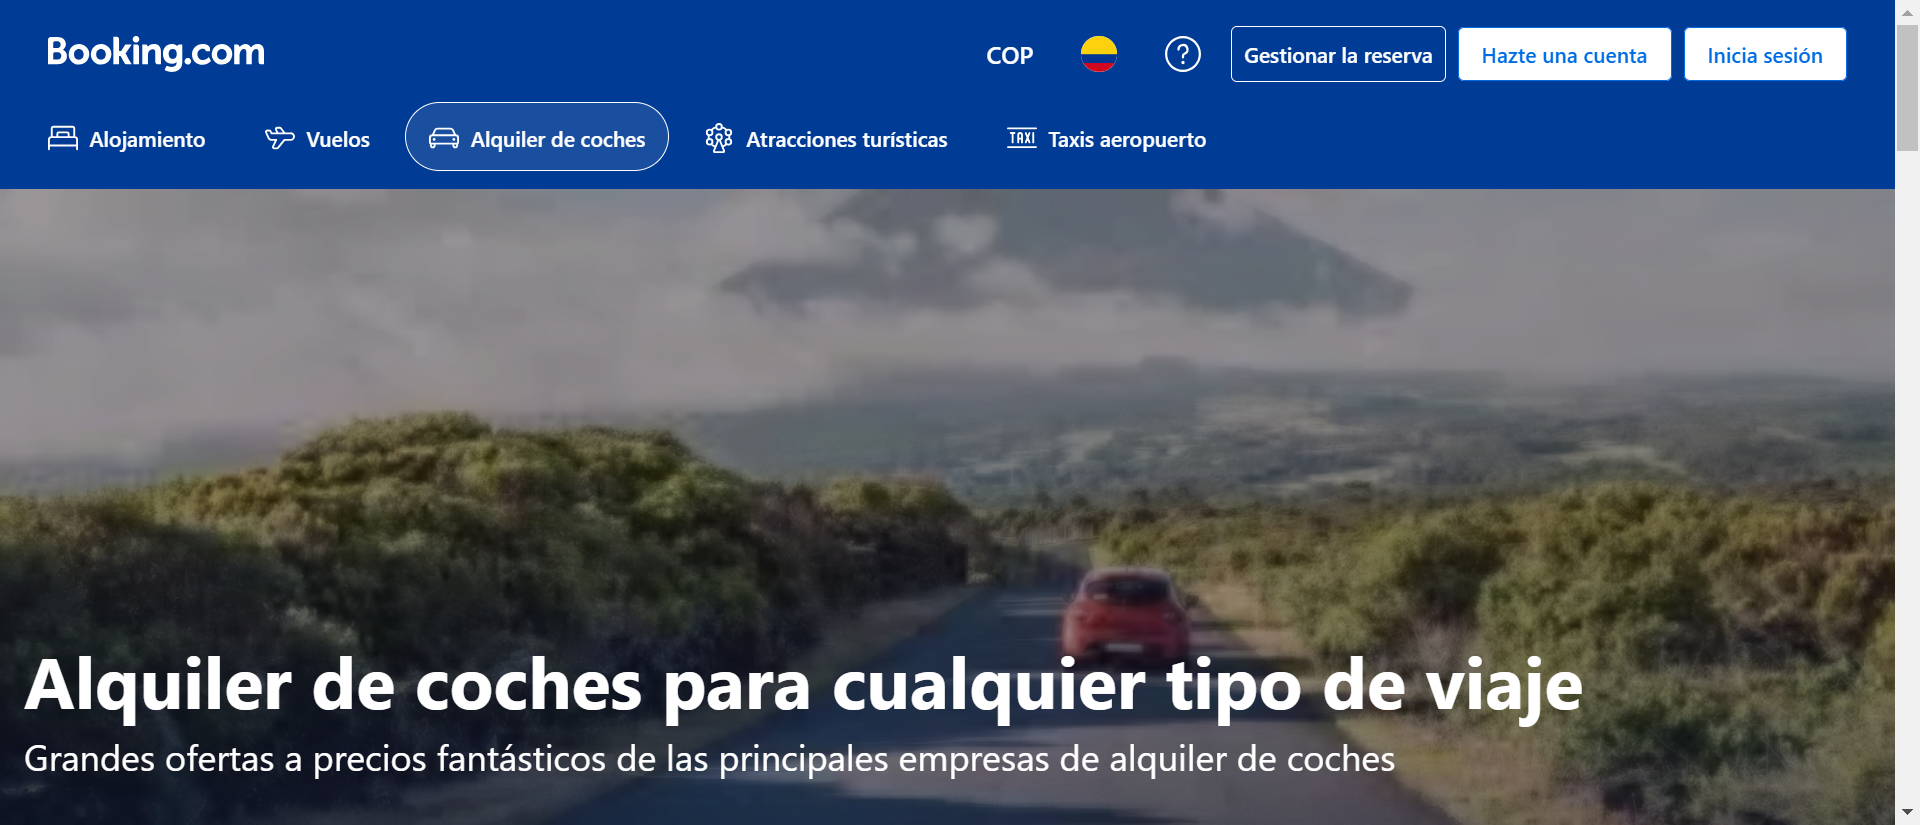 Booking.com
COP
?
Gestionar la reserva
Hazte una cuenta
Inicia sesión
Alojamiento
Vuelos
Alquiler de coches
Atracciones turísticas
TAXI
Taxis aeropuerto
Alquiler de coches para cualquier tipo de viaje
Grandes ofertas a precios fantásticos de las principales empresas de alquiler de coches